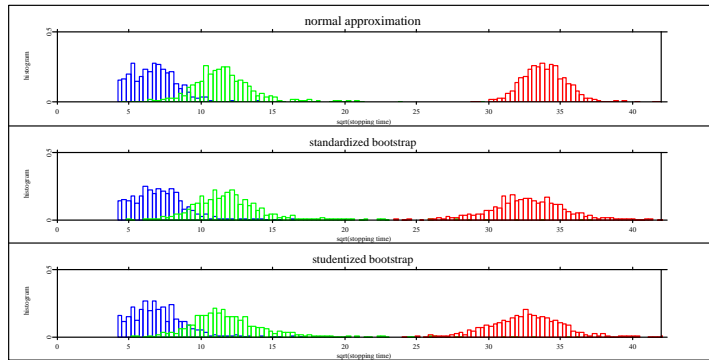 normal approximation
0.5
histogram
0
0 5 10 15 20 25 30 35 40
sqrt(stopping time)
standardized bootstrap
0.5
histogram
0
0 5 10 15 20 25 30 35 40
sqrt(stopping time)
studentized bootstrap
0.5
histogram
0
0 5 10 15 20 25 30 35 40
sqrt(stopping time)